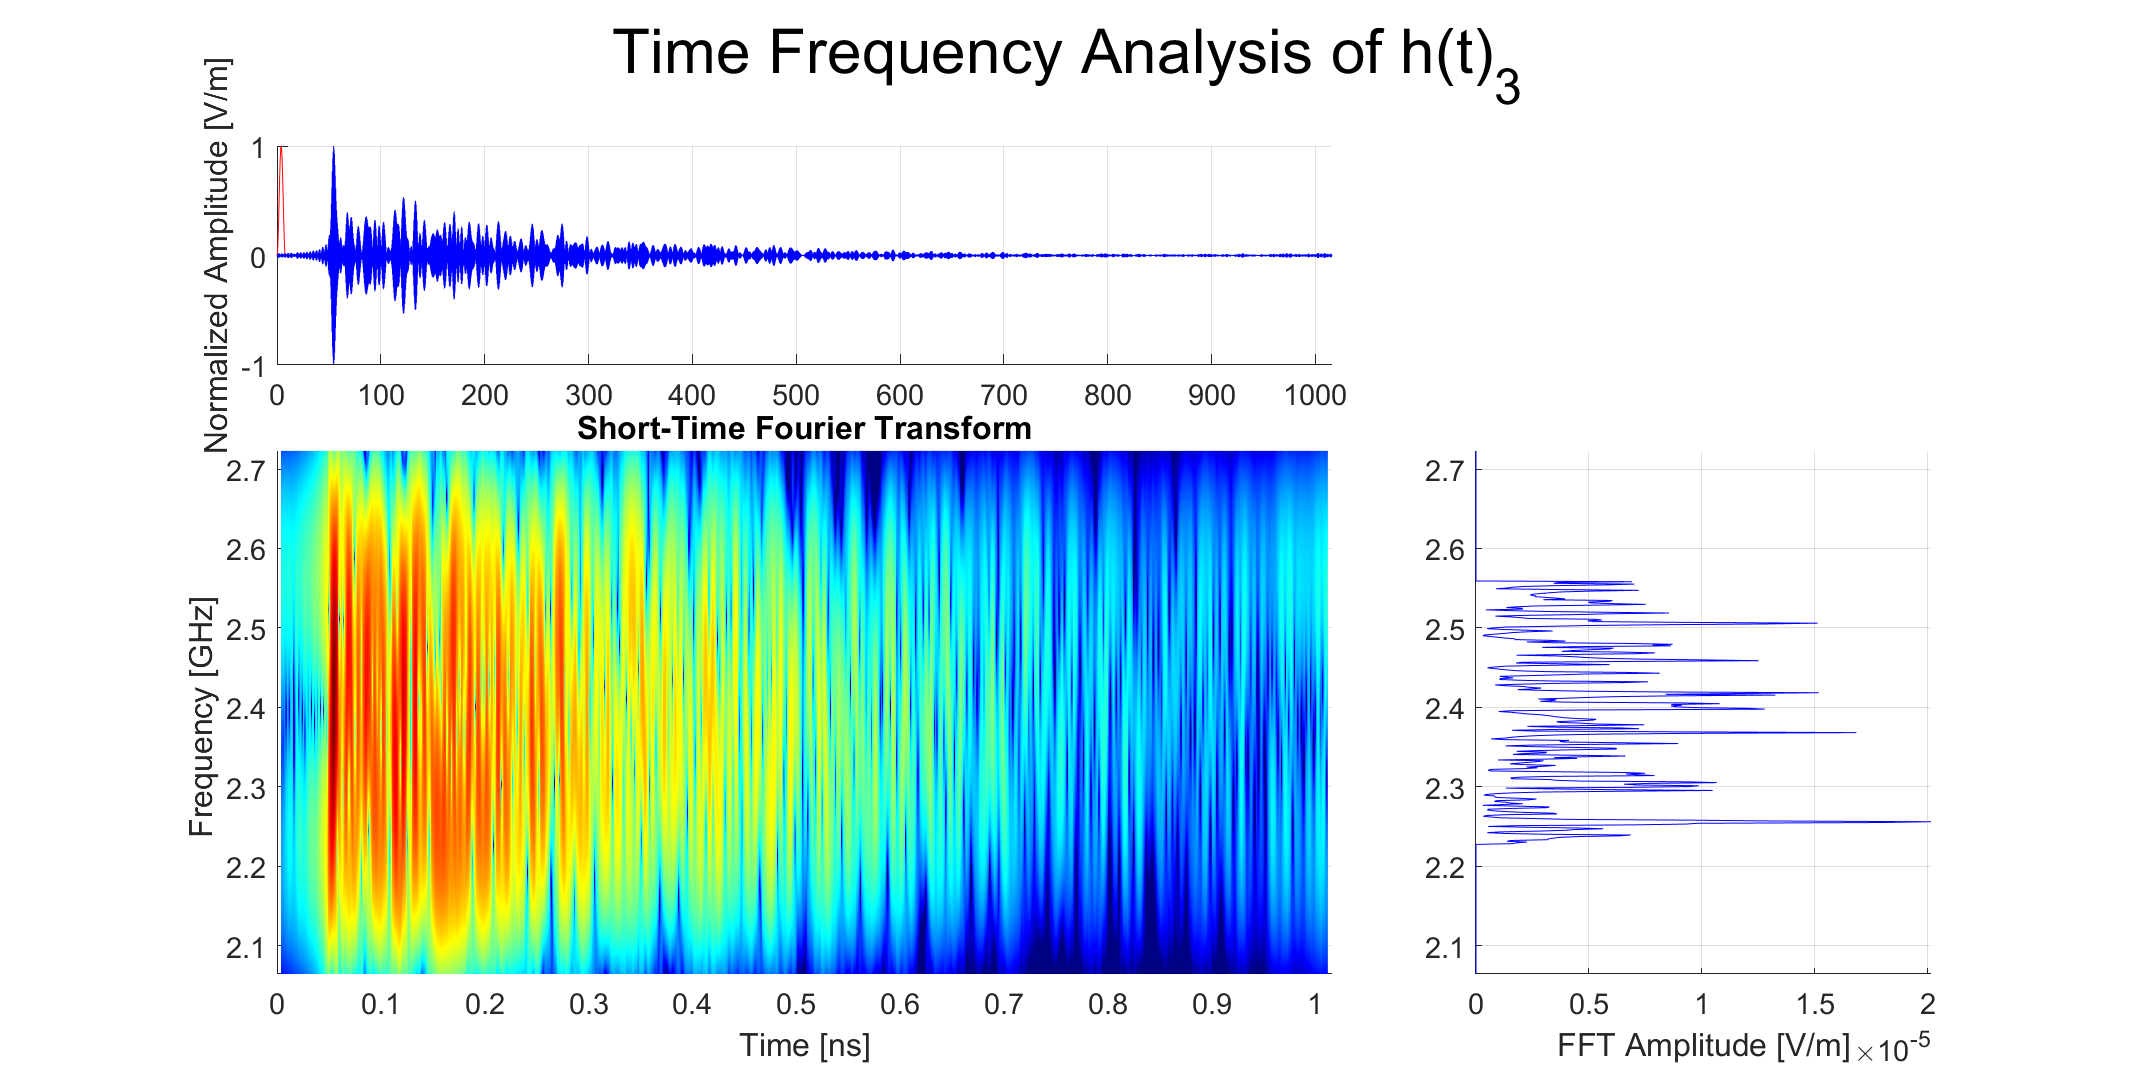 Time Frequency Analysis of h(t)3
Normalized Amplitude [V/m]
1
0
-1
0 100 200 300 400 500 600 700 800 900 1000
Short-Time Fourier Transform
Frequency [GHz]
2.7
2.6
2.5
2.4
2.3
2.2
2.1
0 0.1 0.2 0.3 0.4 0.5 0.6 0.7 0.8 0.9 1
Time [ns]
2.7
2.6
2.5
2.4
2.3
2.2
2.1
0 0.5 1 1.5 2
FFT Amplitude [V/m] ×10-5